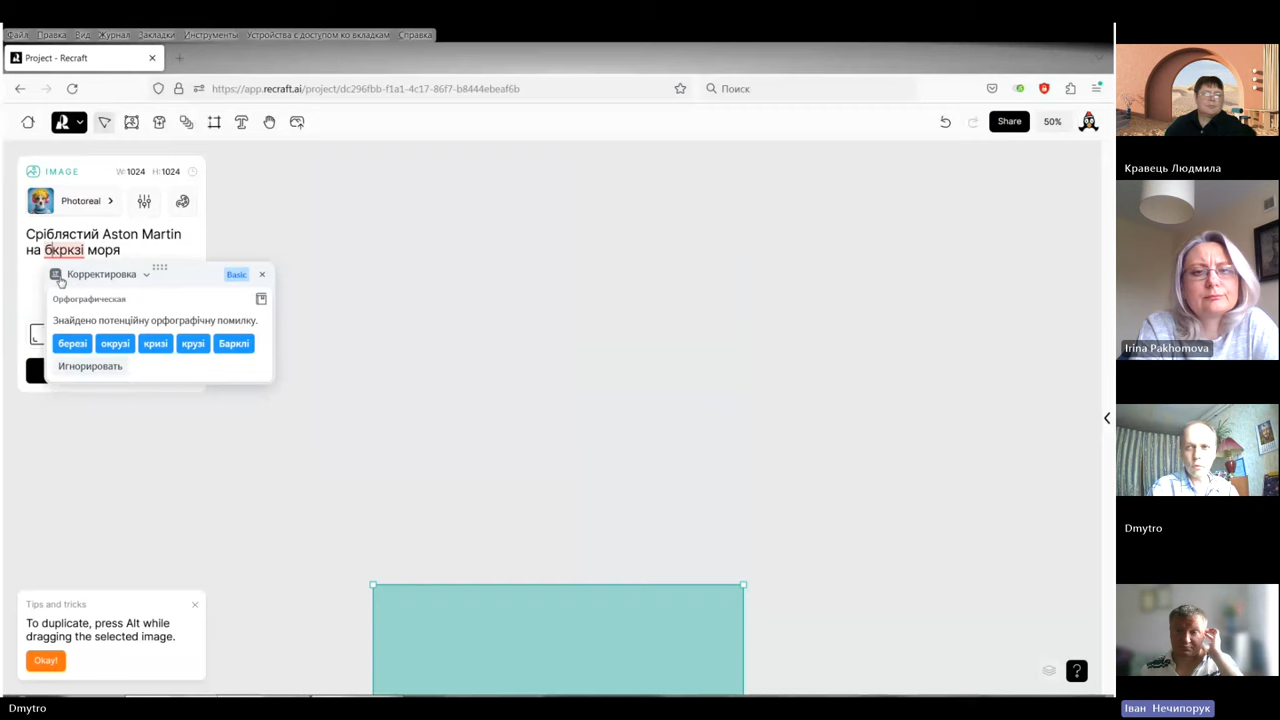 Файл Правка Вид Журнал Закладки Инструменты Устройства с доступом ко вкладкам Справка
Project - Recraft
https://app.recraft.ai/project/dc296fbb-f1a1-4c17-86f7-b8444ebeaf6b
Поиск
Share
50%
IMAGE W: 1024 H: 1024
Photoreal
Сріблястий Aston Martin
на бкркзі моря
Корректировка
Basic
Орфографическая
Знайдено потенційну орфографічну помилку.
березі окрузі кризі крузі Барклі
Игнорировать
Tips and tricks
To duplicate, press Alt while
dragging the selected image.
Okay!
?
Кравець Людмила
Irina Pakhomova
Dmytro
Іван Нечипорук
Dmytro